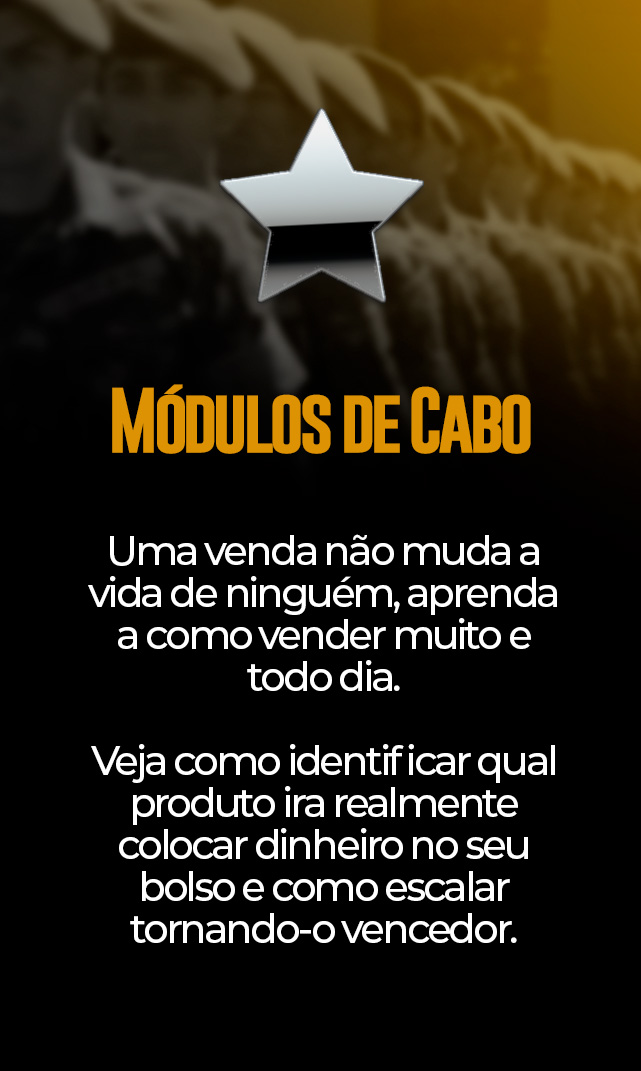 MÓDULOS DE CABO
Uma venda não muda a
vida de ninguém, aprenda
a como vender muito e
todo dia.
Veja como identificar qual
produto ira realmente
colocar dinheiro no seu
bolso e como escalar
tornando-o vencedor.